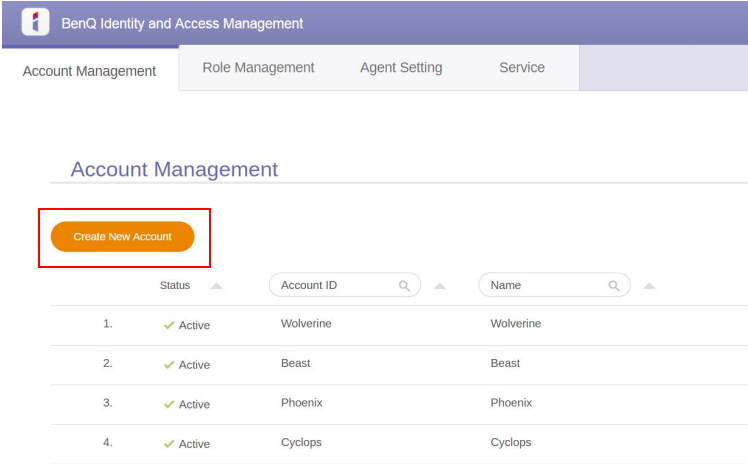 BenQ Identity and Access Management
Account Management Role Management Agent Setting Service
Account Management
Create New Account
Status Account ID Name
1. Active Wolverine Wolverine
2. Active Beast Beast
3. Active Phoenix Phoenix
4. Active Cyclops Cyclops